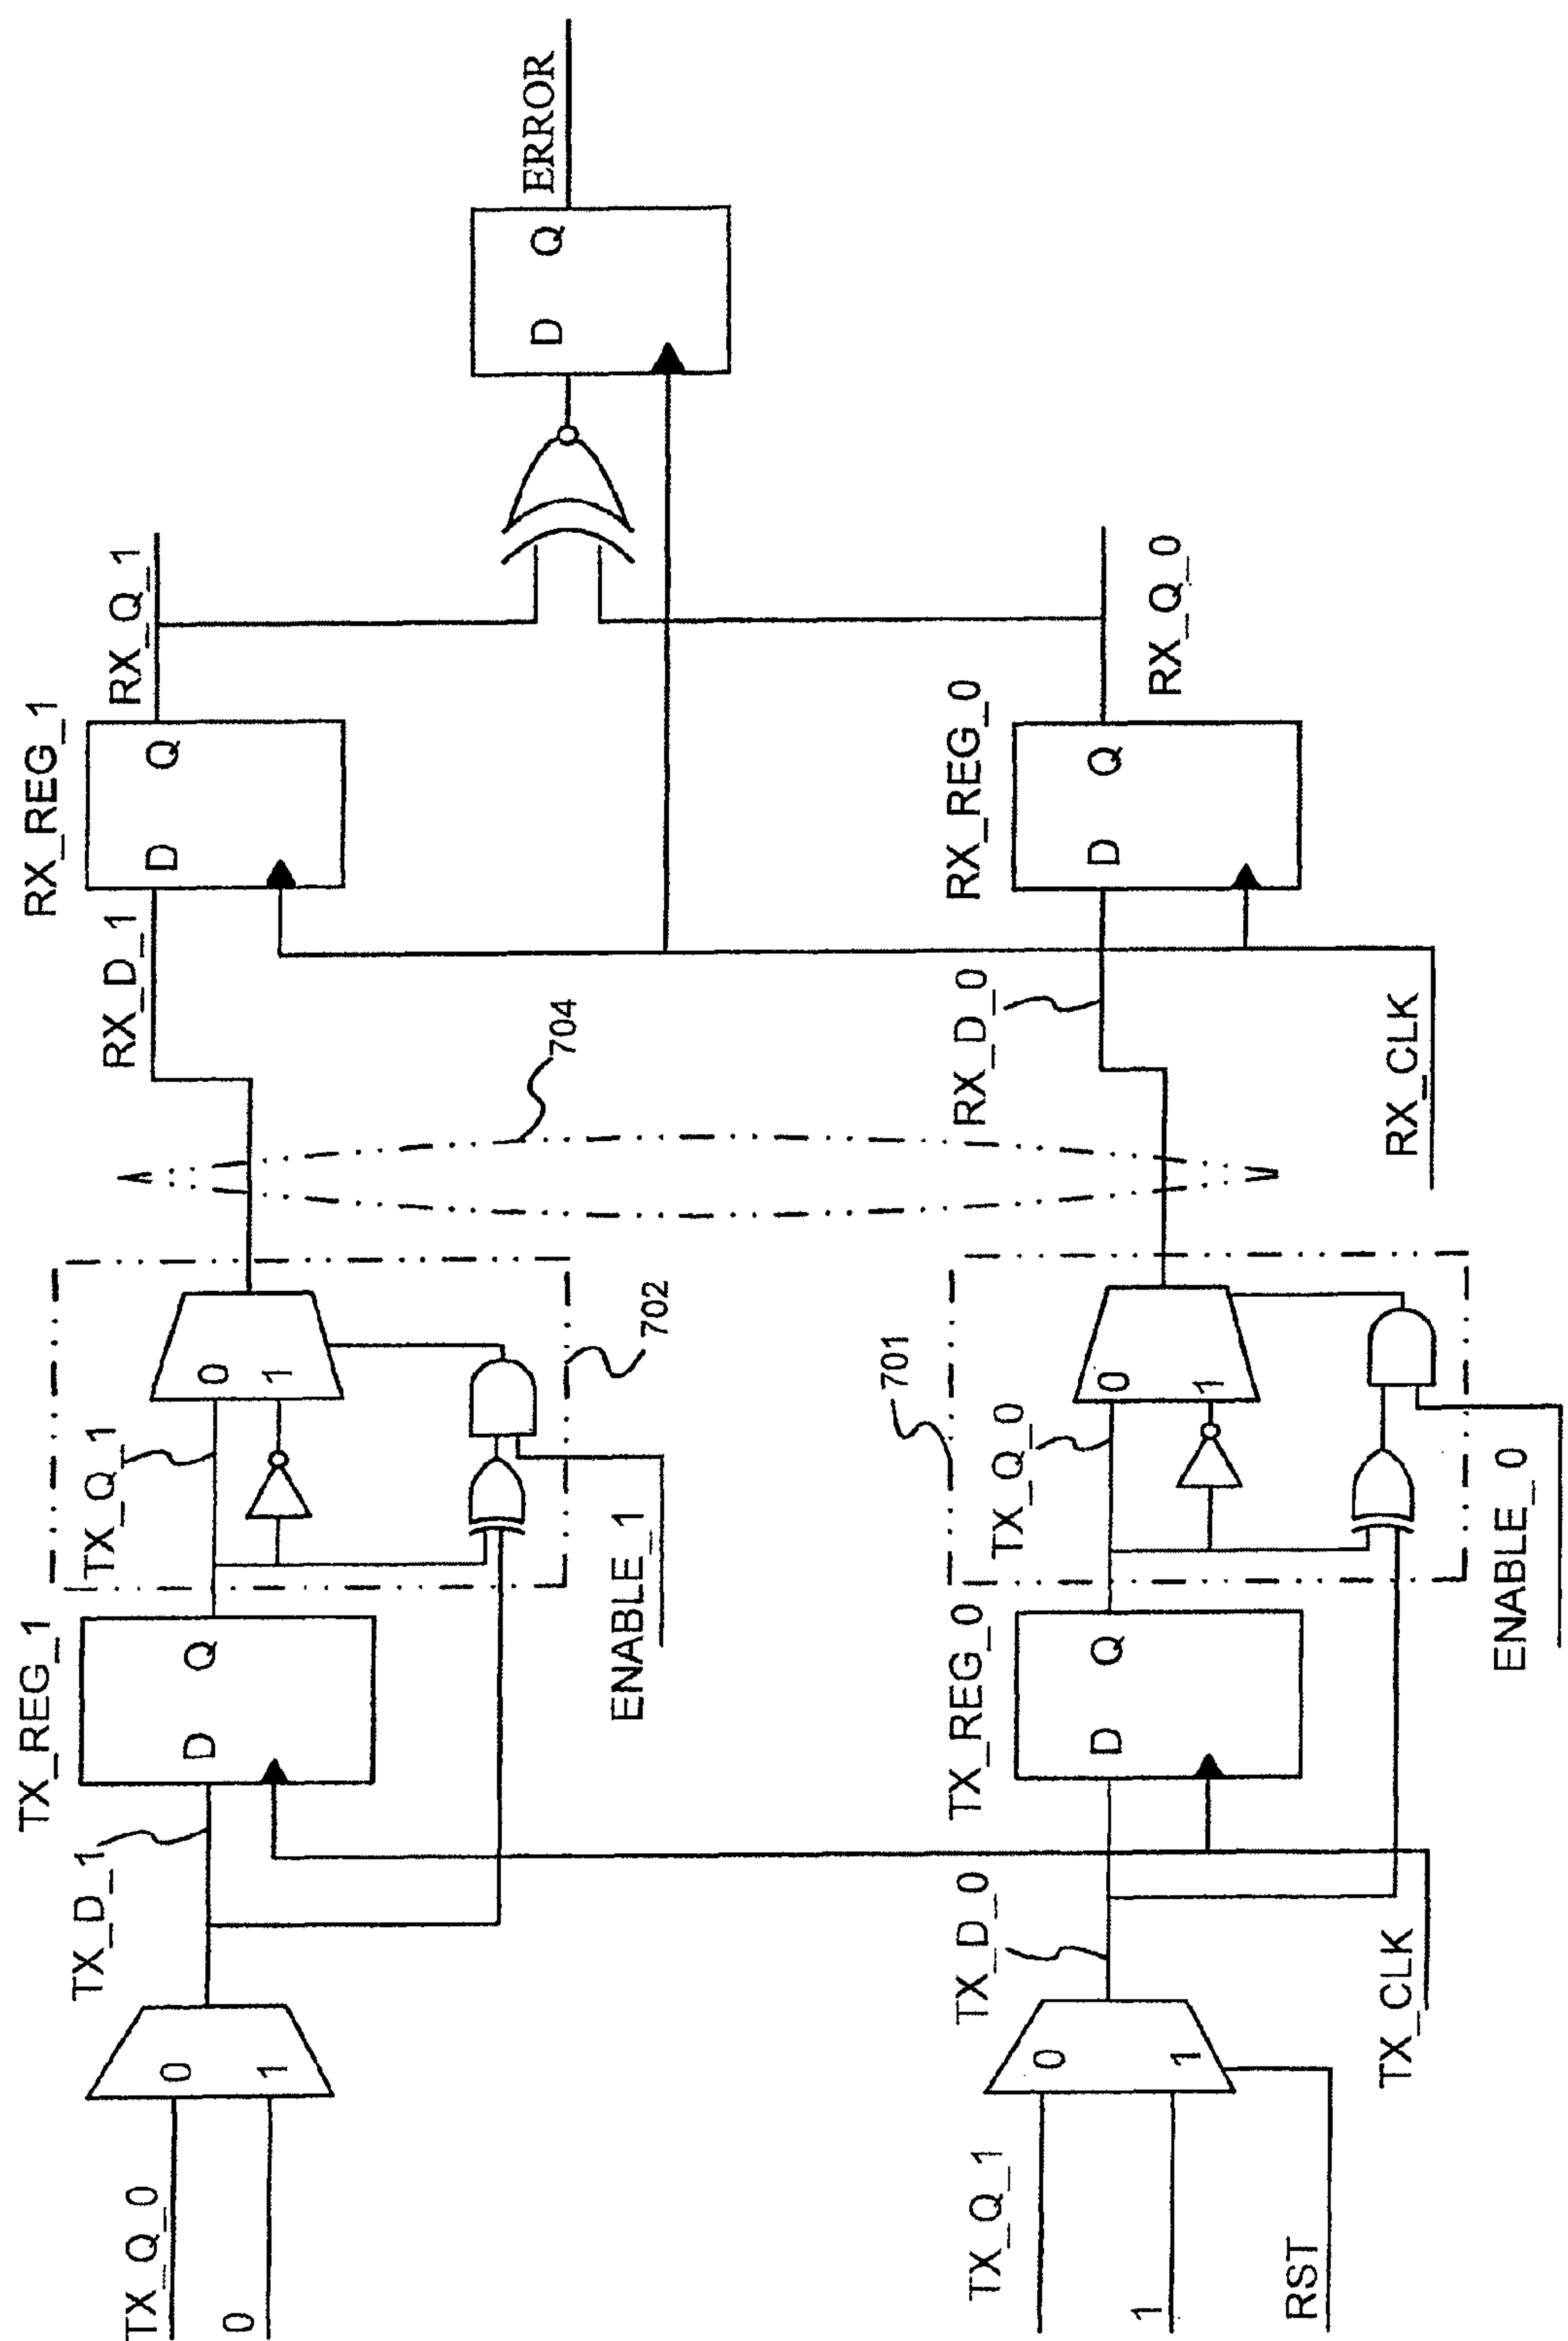 TX_Q_0
0
0
1
TX_D_1
TX_REG_1
D
Q
TX_Q_1
0
1
ENABLE_1
702
704
RX_D_1
RX_REG_1
D
Q
RX_Q_1
D
Q
ERROR
TX_Q_1
1
RST
0
1
TX_D_0
TX_CLK
TX_REG_0
D
Q
701
TX_Q_0
0
1
ENABLE_0
RX_D_0
RX_CLK
RX_REG_0
D
Q
RX_Q_0